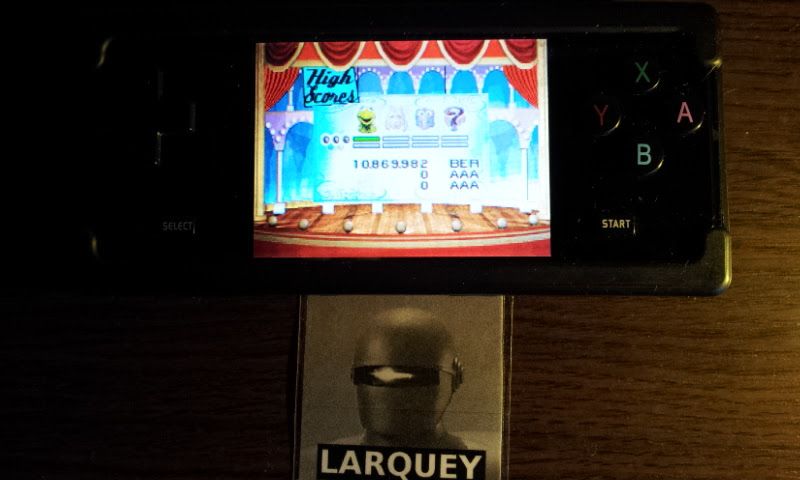 High
Scores
10,869,982 BER
0 AAA
0 AAA
SELECT
X
Y
A
B
START
LARQUEY